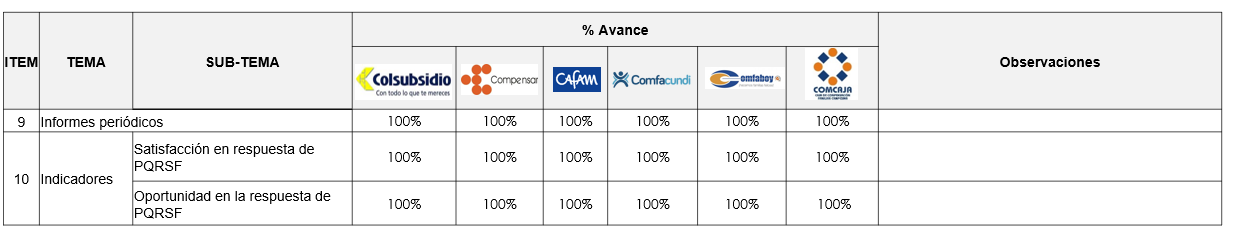 % Avance
ITEM TEMA SUB-TEMA Observaciones
Colsubsidio Compensar CAFAM Comfacundi Comfaboy COMCAJA
Con todo lo que te mereces
9 Informes periódicos 100% 100% 100% 100% 100% 100%
Satisfacción en respuesta de
PQRSF 100% 100% 100% 100% 100% 100%
10 Indicadores
Oportunidad en la respuesta de
PQRSF 100% 100% 100% 100% 100% 100%